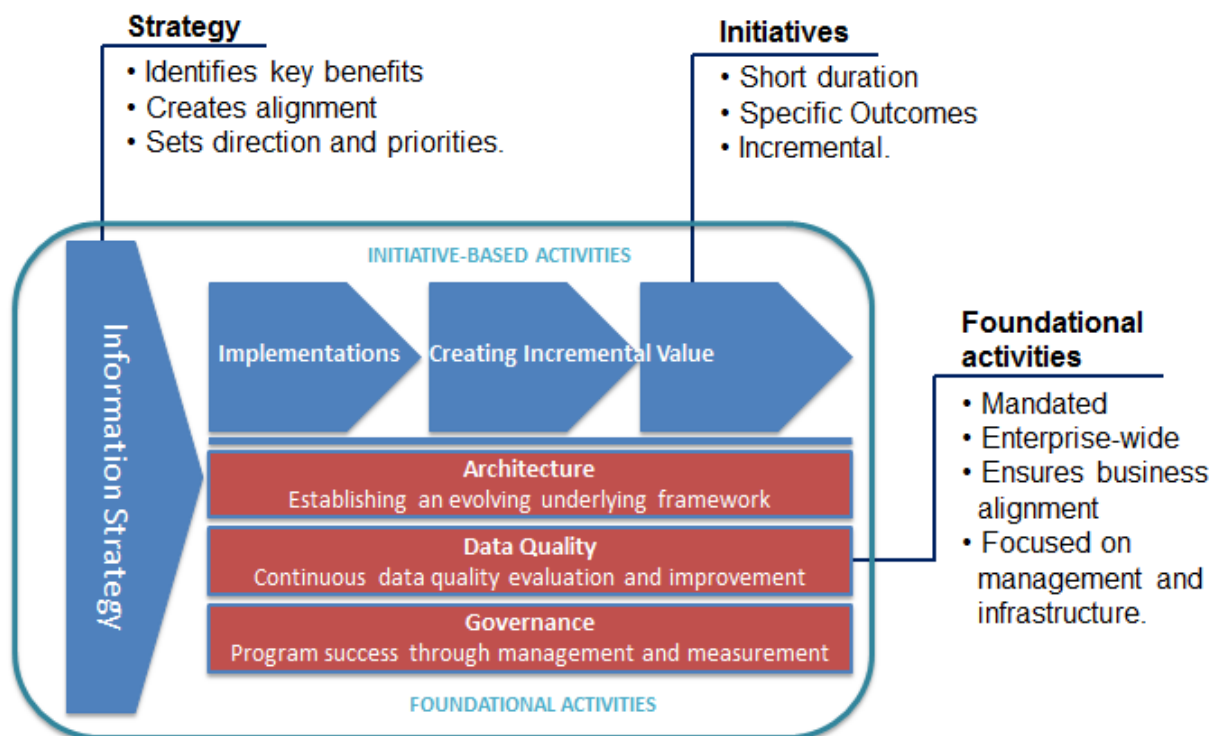 Strategy
• Identifies key benefits
• Creates alignment
• Sets direction and priorities.
Initiatives
• Short duration
• Specific Outcomes
• Incremental.
INITIATIVE-BASED ACTIVITIES
Information Strategy
Implementations
Creating Incremental Value
Architecture
Establishing an evolving underlying framework
Data Quality
Continuous data quality evaluation and improvement
Governance
Program success through management and measurement
FOUNDATIONAL ACTIVITIES
Foundational
activities
• Mandated
• Enterprise-wide
• Ensures business
alignment
• Focused on
management and
infrastructure.